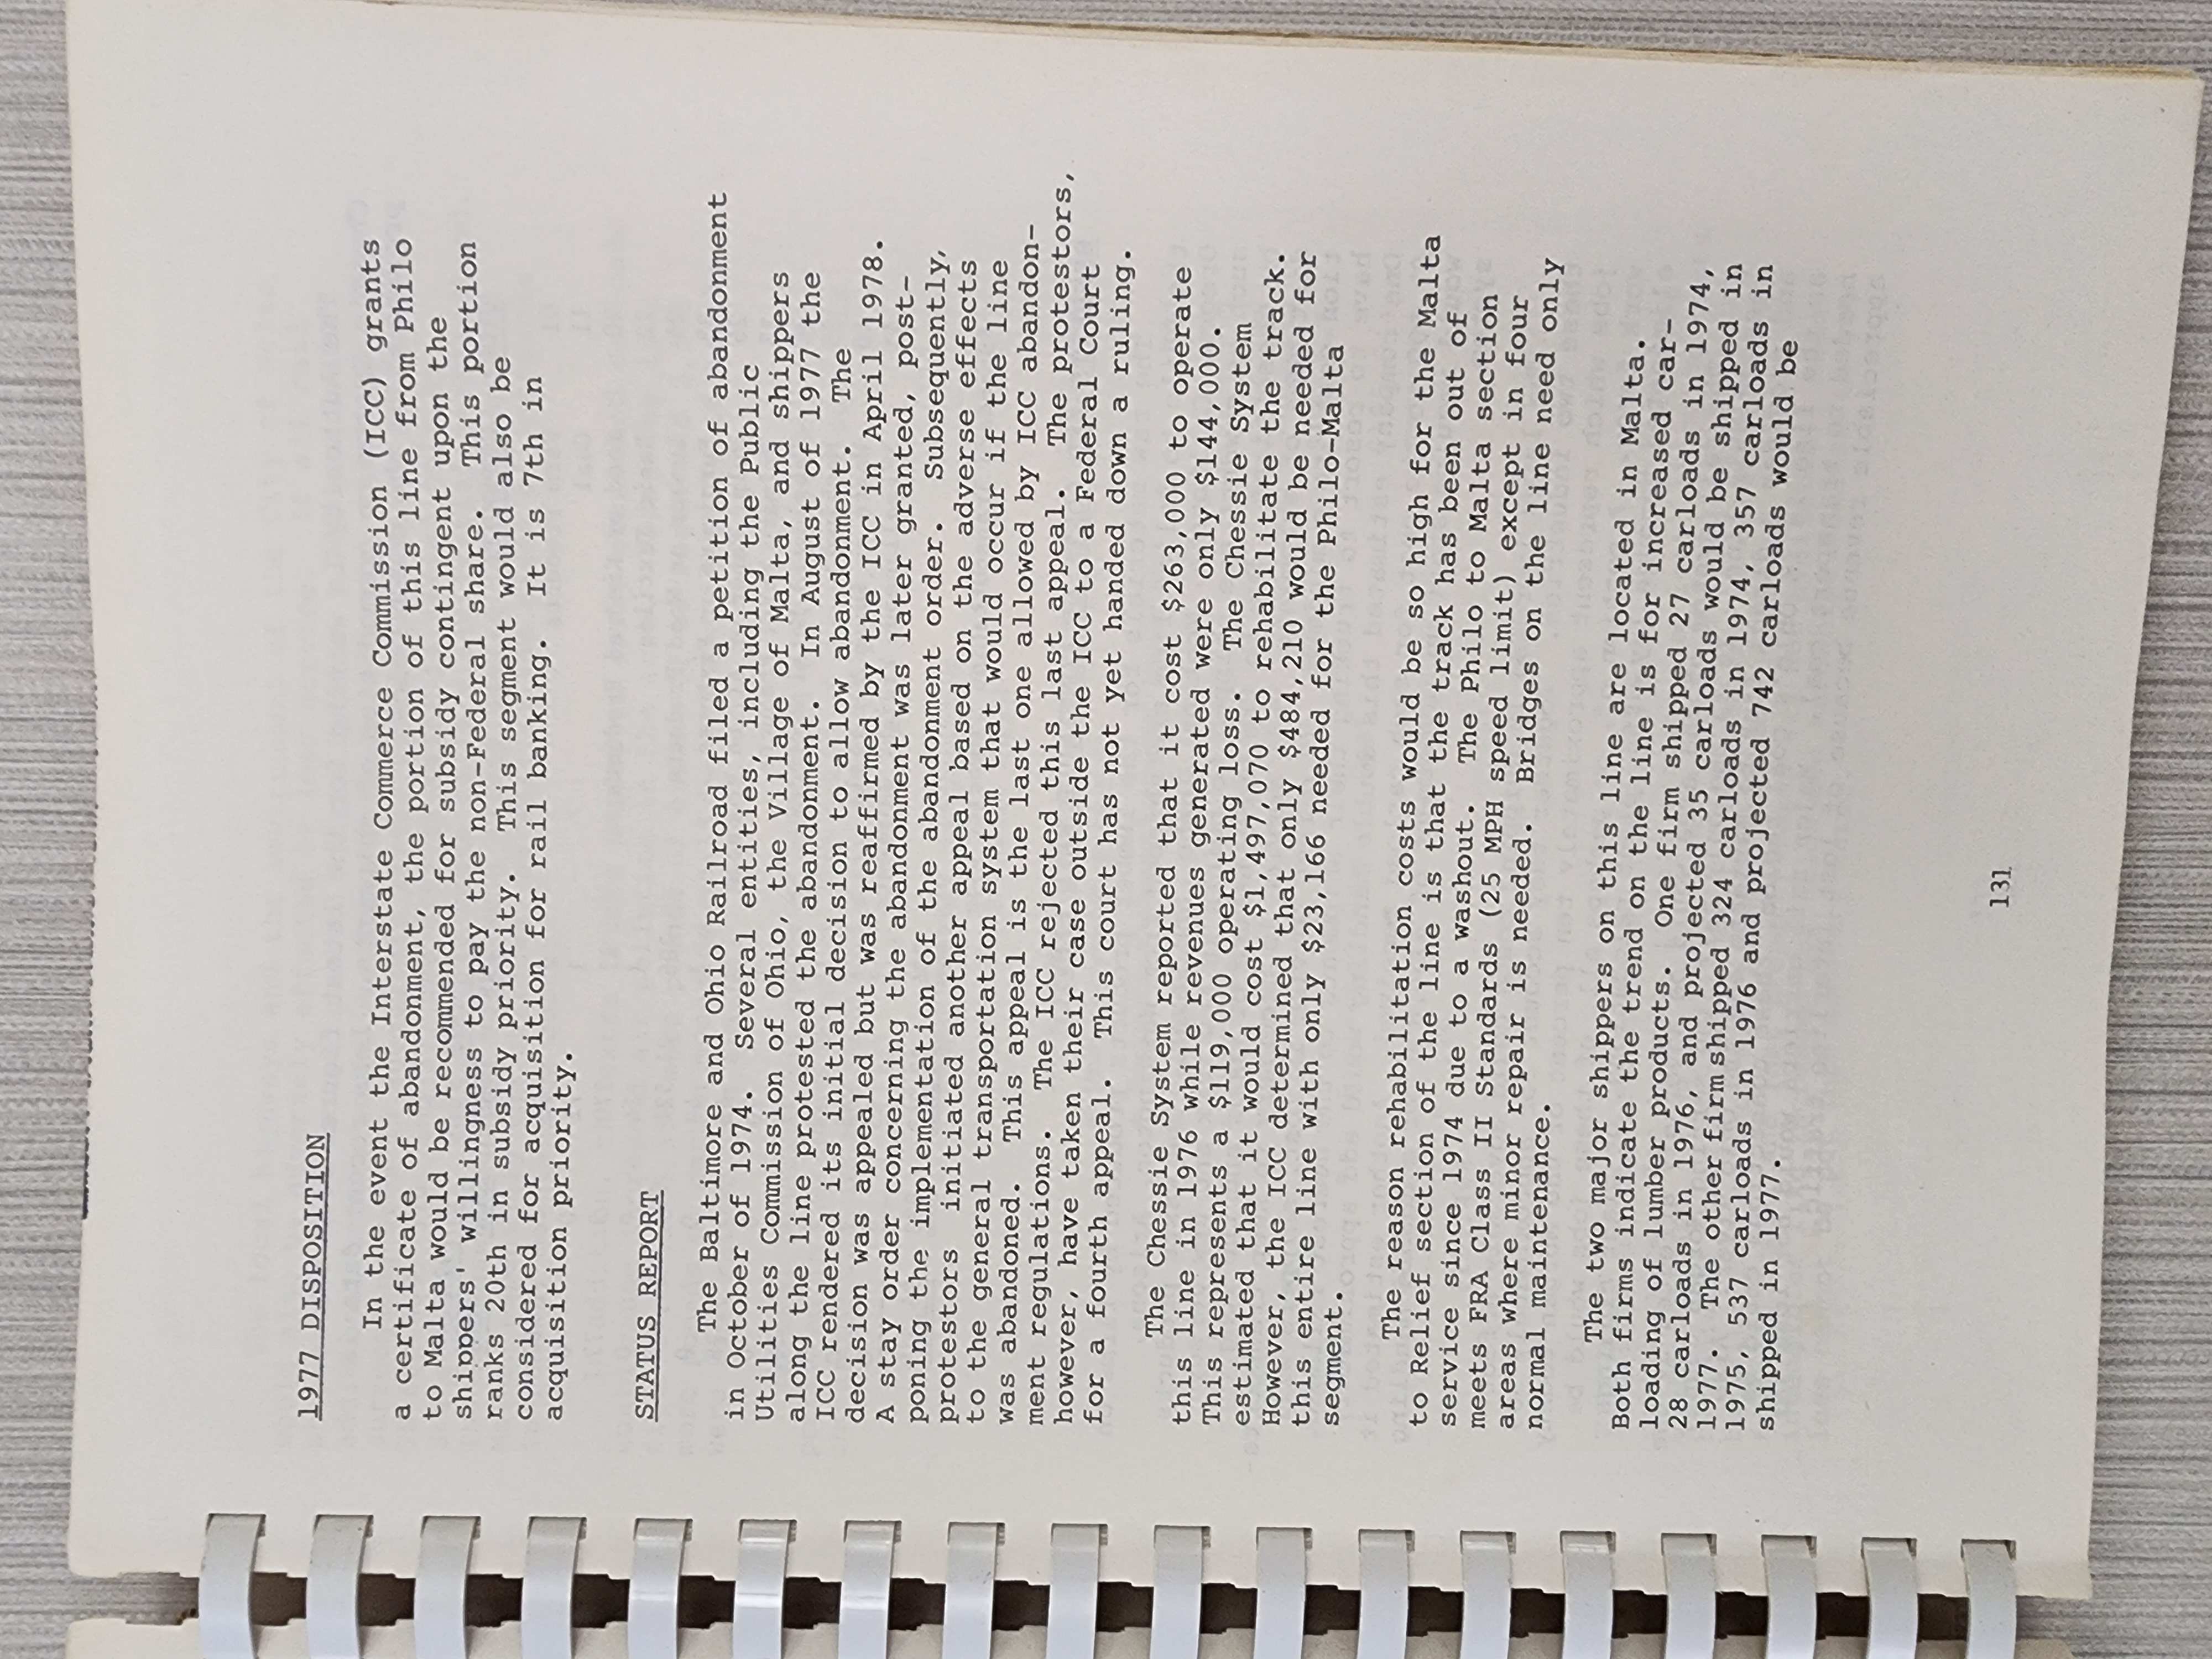 1977 DISPOSITION
In the event the Interstate Commerce Commission (ICC) grants
a certificate of abandonment, the portion of this line from Philo
to Malta would be recommended for subsidy contingent upon the
shippers' willingness to pay the non-Federal share. This portion
ranks 20th in subsidy priority. This segment would also be
considered for acquisition for rail banking. It is 7th in
acquisition priority.
STATUS REPORT
The Baltimore and Ohio Railroad filed a petition of abandonment
in October of 1974. Several entities, including the Public
Utilities Commission of Ohio, the Village of Malta, and shippers
along the line protested the abandonment. In August of 1977 the
ICC rendered its initial decision to allow abandonment. The
decision was appealed but was reaffirmed by the ICC in April 1978.
A stay order concerning the abandonment was later granted, post-
poning the implementation of the abandonment order. Subsequently,
protestors initiated another appeal based on the adverse effects
to the general transportation system that would occur if the line
was abandoned. This appeal is the last one allowed by ICC abandon-
ment regulations. The ICC rejected this last appeal. The protestors,
however, have taken their case outside the ICC to a Federal Court
for a fourth appeal. This court has not yet handed down a ruling.
The Chessie System reported that it cost $263,000 to operate
this line in 1976 while revenues generated were only $144,000.
This represents a $119,000 operating loss. The Chessie System
estimated that it would cost $1,497,070 to rehabilitate the track.
However, the ICC determined that only $484,210 would be needed for
this entire line with only $23,166 needed for the Philo-Malta
segment.
The reason rehabilitation costs would be so high for the Malta
to Relief section of the line is that the track has been out of
service since 1974 due to a washout. The Philo to Malta section
meets FRA Class II Standards (25 MPH speed limit) except in four
areas where minor repair is needed. Bridges on the line need only
normal maintenance.
The two major shippers on this line are located in Malta.
Both firms indicate the trend on the line is for increased car-
loading of lumber products. One firm shipped 27 carloads in 1974,
28 carloads in 1976, and projected 35 carloads would be shipped in
1977. The other firm shipped 324 carloads in 1974, 357 carloads in
1975, 537 carloads in 1976 and projected 742 carloads would be
shipped in 1977.
131